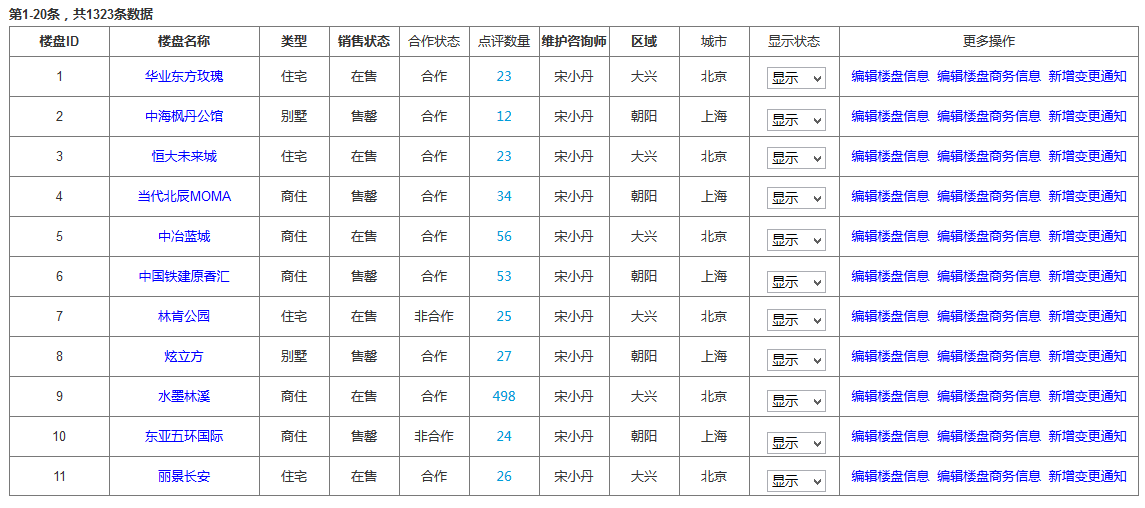 第1-20条，共1323条数据
楼盘ID 楼盘名称 类型 销售状态 合作状态 点评数量 维护咨询师 区域 城市 显示状态 更多操作
1 华业东方玫瑰 住宅 在售 合作 23 宋小丹 大兴 北京 显示 编辑楼盘信息 编辑楼盘商务信息 新增变更通知
2 中海枫丹公馆 别墅 售罄 合作 12 宋小丹 朝阳 上海 显示 编辑楼盘信息 编辑楼盘商务信息 新增变更通知
3 恒大未来城 住宅 在售 合作 23 宋小丹 大兴 北京 显示 编辑楼盘信息 编辑楼盘商务信息 新增变更通知
4 当代北辰MOMA 商住 售罄 合作 34 宋小丹 朝阳 上海 显示 编辑楼盘信息 编辑楼盘商务信息 新增变更通知
5 中冶蓝城 商住 在售 合作 56 宋小丹 大兴 北京 显示 编辑楼盘信息 编辑楼盘商务信息 新增变更通知
6 中国铁建原香汇 商住 售罄 合作 53 宋小丹 朝阳 上海 显示 编辑楼盘信息 编辑楼盘商务信息 新增变更通知
7 林肯公园 住宅 在售 非合作 25 宋小丹 大兴 北京 显示 编辑楼盘信息 编辑楼盘商务信息 新增变更通知
8 炫立方 别墅 售罄 合作 27 宋小丹 朝阳 上海 显示 编辑楼盘信息 编辑楼盘商务信息 新增变更通知
9 水墨林溪 商住 在售 合作 498 宋小丹 大兴 北京 显示 编辑楼盘信息 编辑楼盘商务信息 新增变更通知
10 东亚五环国际 商住 售罄 非合作 24 宋小丹 朝阳 上海 显示 编辑楼盘信息 编辑楼盘商务信息 新增变更通知
11 丽景长安 住宅 在售 合作 26 宋小丹 大兴 北京 显示 编辑楼盘信息 编辑楼盘商务信息 新增变更通知